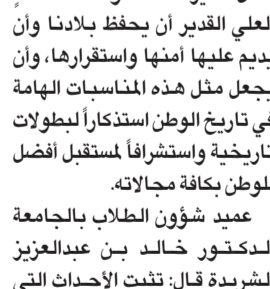 لعلي القدير أن يحفظ بلادنا وأن
يديم عليها أمنها واستقرارها، وأن
يجعل مثل هذه المناسبات الهامة
في تاريخ الوطن استذكاراً لبطولات
تاريخية واستشرافاً لمستقبل أفضل
للوطن بكافة مجالاته.
عميد شؤون الطلاب بالجامعة
الدكتور خالد بن عبدالعزيز
الشريدة قال: تثبت الأحداث التي